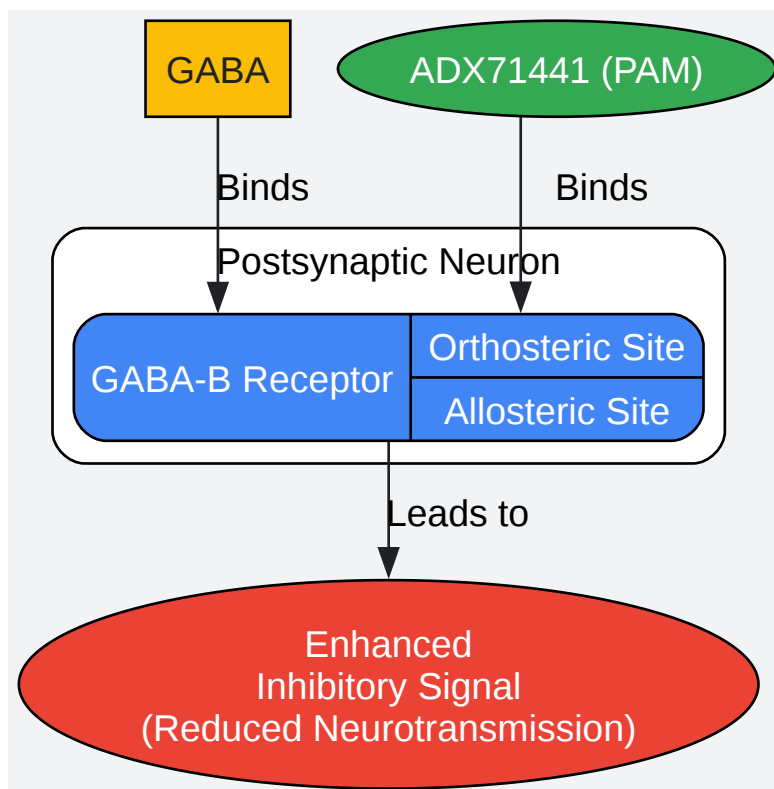 GABA
ADX71441 (PAM)
Binds
Binds
Postsynaptic Neuron
GABA-B Receptor
Orthosteric Site
Allosteric Site
Leads to
Enhanced
Inhibitory Signal
(Reduced Neurotransmission)